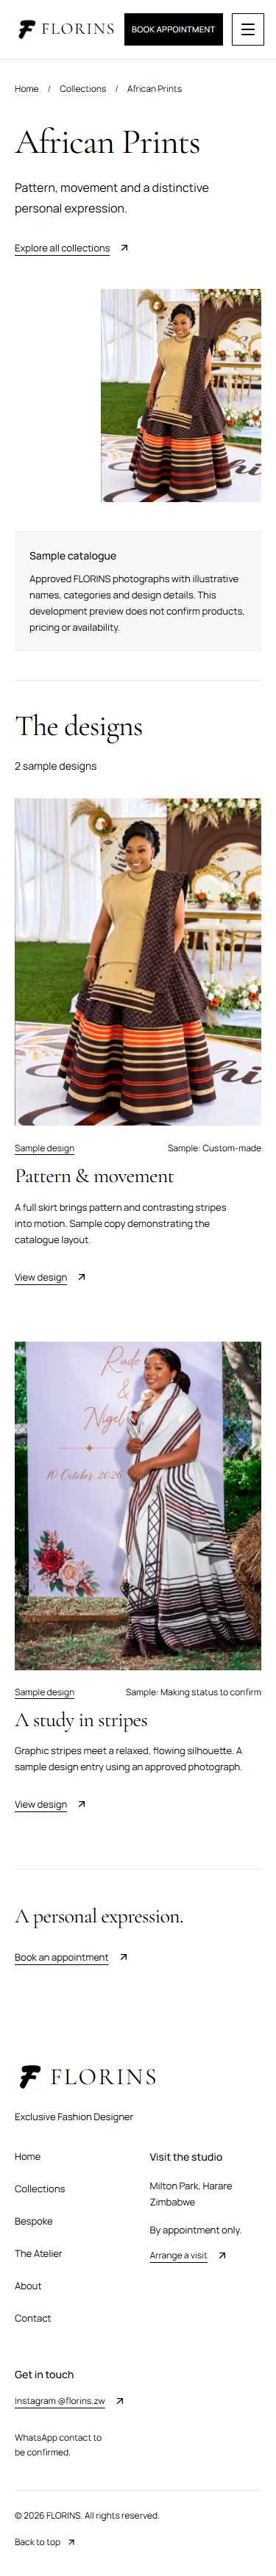 FLORINS
BOOK APPOINTMENT
Home / Collections / African Prints
African Prints
Pattern, movement and a distinctive
personal expression.
Explore all collections
Sample catalogue
Approved FLORINS photographs with illustrative
names, categories and design details. This
development preview does not confirm products,
pricing or availability.
The designs
2 sample designs
Sample design
Sample: Custom-made
Pattern & movement
A full skirt brings pattern and contrasting stripes
into motion. Sample copy demonstrating the
catalogue layout.
View design
Rudo
&
Nigel
10 October 2026
Sample design
Sample: Making status to confirm
A study in stripes
Graphic stripes meet a relaxed, flowing silhouette. A
sample design entry using an approved photograph.
View design
A personal expression.
Book an appointment
FLORINS
Exclusive Fashion Designer
Home
Collections
Bespoke
The Atelier
About
Contact
Visit the studio
Milton Park, Harare
Zimbabwe
By appointment only.
Arrange a visit
Get in touch
Instagram @florins.zw
WhatsApp contact to
be confirmed.
© 2026 FLORINS. All rights reserved.
Back to top